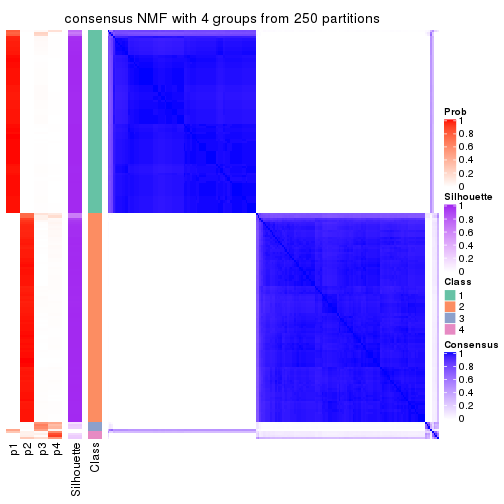 consensus NMF with 4 groups from 250 partitions
Prob
1
0.8
0.6
0.4
0.2
0
Silhouette
1
0.8
0.6
0.4
0.2
0
Class
1
2
3
4
Consensus
1
0.8
0.6
0.4
0.2
0
p1
p2
p3
p4
Silhouette
Class